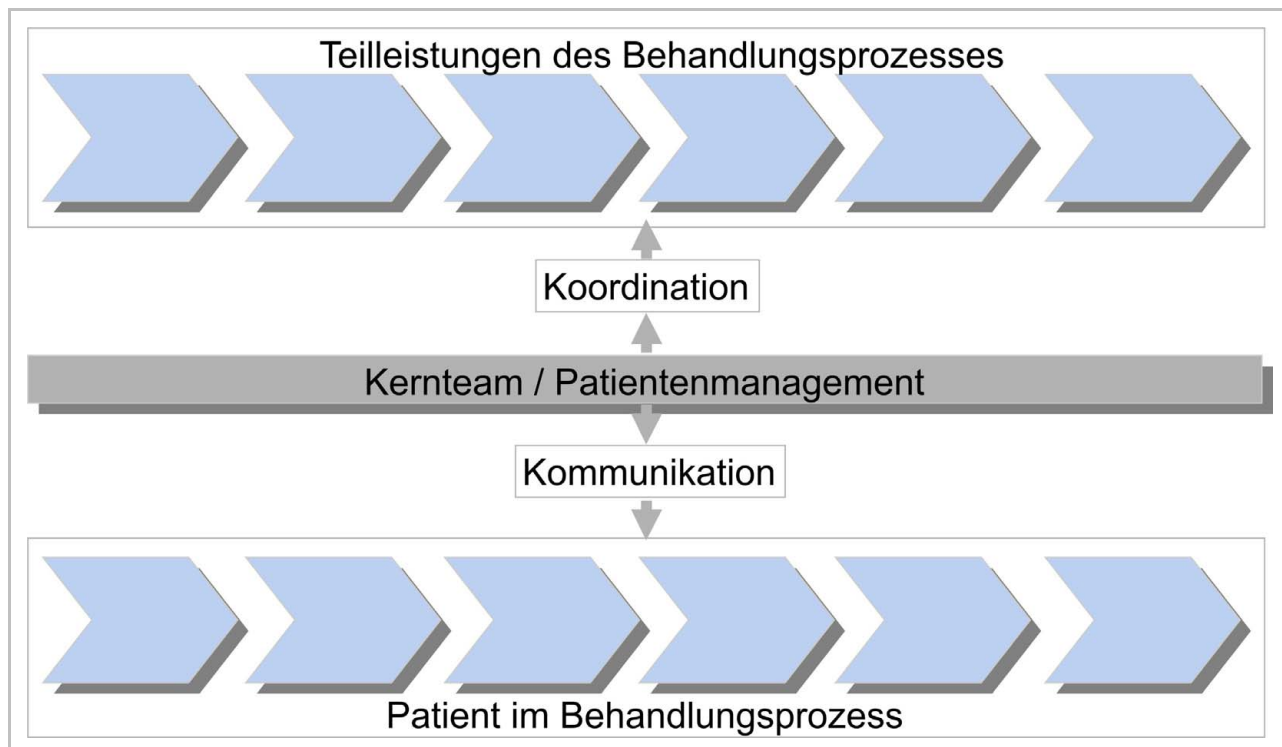 Teilleistungen des Behandlungsprozesses
Koordination
Kernteam / Patientenmanagement
Kommunikation
Patient im Behandlungsprozess